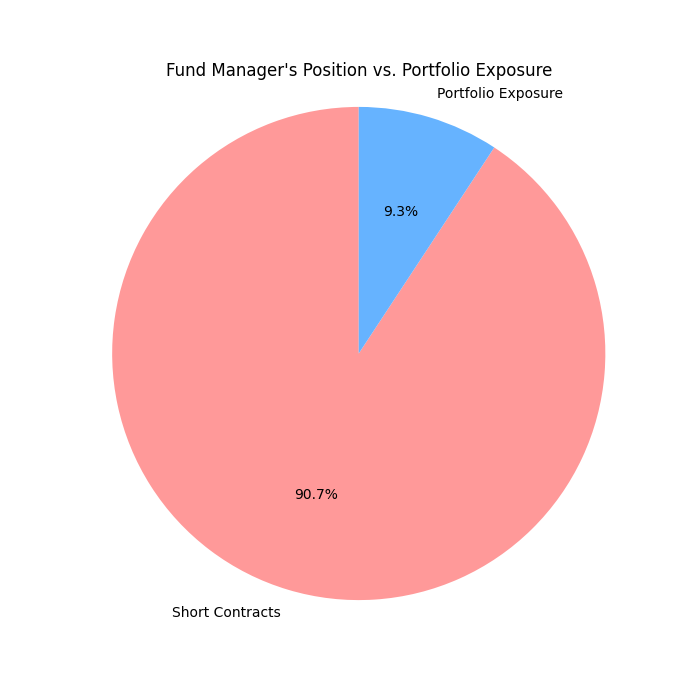 Fund Manager's Position vs. Portfolio Exposure
Portfolio Exposure
9.3%
90.7%
Short Contracts